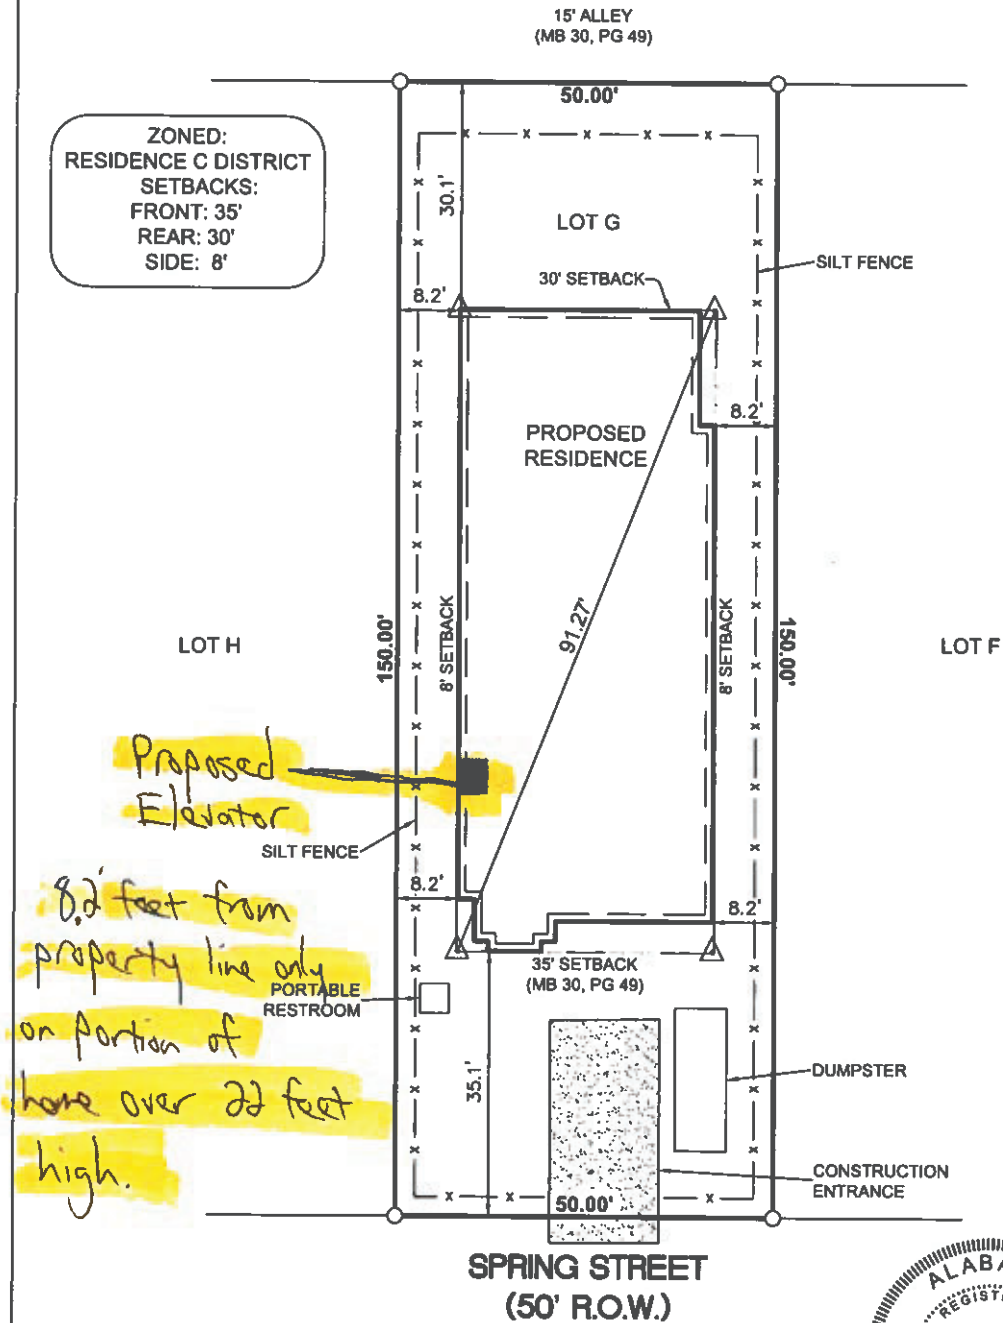 15' ALLEY
(MB 30, PG 49)
50.00'
ZONED:
RESIDENCE C DISTRICT
SETBACKS:
FRONT: 35'
REAR: 30'
SIDE: 8'
30.1'
LOT G
SILT FENCE
30' SETBACK
8.2'
8.2'
PROPOSED
RESIDENCE
91.27'
LOT H
150.00'
8' SETBACK
8' SETBACK
150.00'
LOT F
Proposed
Elevator
SILT FENCE
8.2'
8.2'
8.2' feet from
property line only
on portion of
home over 22 feet
high.
35' SETBACK
(MB 30, PG 49)
PORTABLE
RESTROOM
35.1'
DUMPSTER
CONSTRUCTION
ENTRANCE
50.00'
SPRING STREET
(50' R.O.W.)
ALABA
REGIST